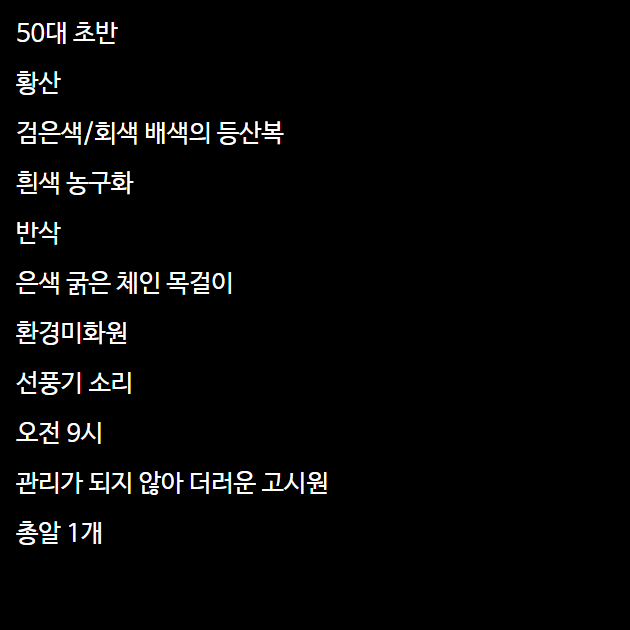 50대 초반
황산
검은색/회색 배색의 등산복
흰색 농구화
반삭
은색 굵은 체인 목걸이
환경미화원
선풍기 소리
오전 9시
관리가 되지 않아 더러운 고시원
총알 1개